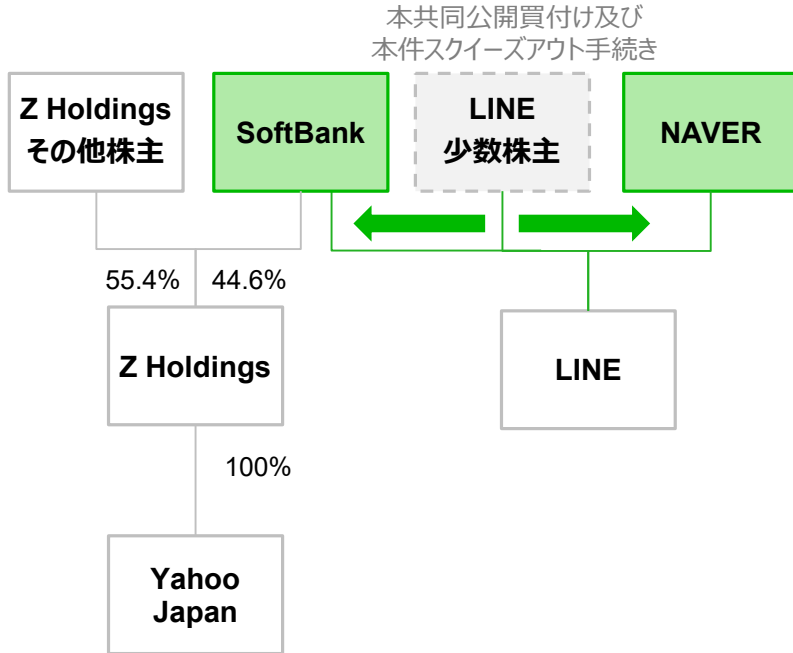 本共同公開買付け及び
本件スクイーズアウト手続き
Z Holdings
その他株主
SoftBank
LINE
少数株主
NAVER
55.4%
44.6%
Z Holdings
LINE
100%
Yahoo
Japan